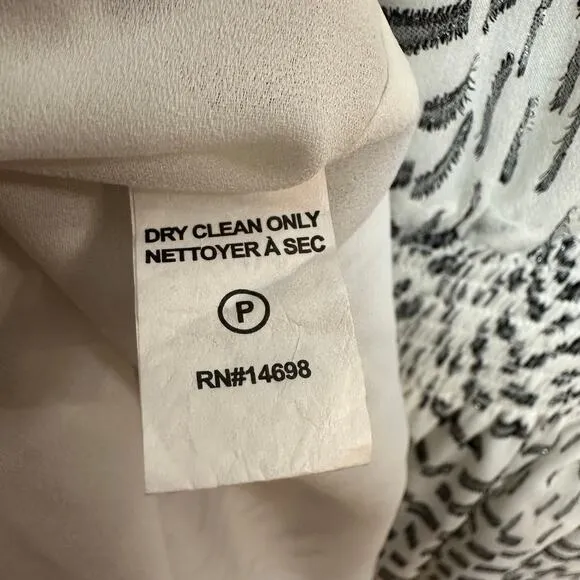 DRY CLEAN ONLY
NETTOYER À SEC
P
RN#14698